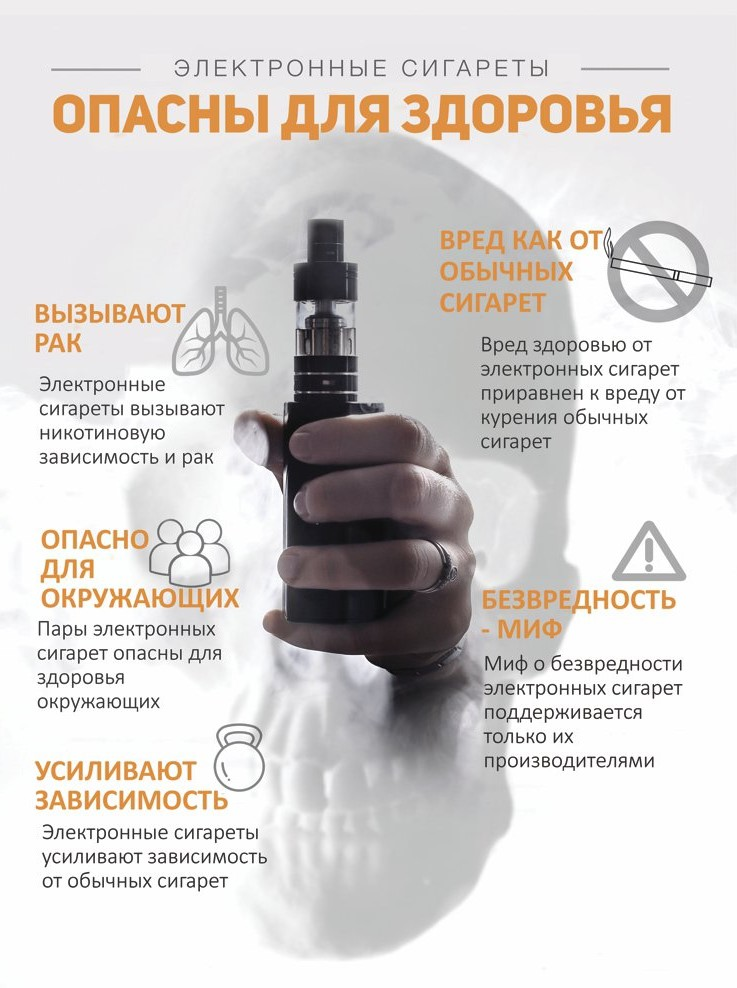 ЭЛЕКТРОННЫЕ СИГАРЕТЫ
ОПАСНЫ ДЛЯ ЗДОРОВЬЯ
ВРЕД КАК ОТ
ОБЫЧНЫХ
СИГАРЕТ
Вред здоровью от
электронных сигарет
приравнен к вреду от
курения обычных
сигарет
ВЫЗЫВАЮТ
РАК
Электронные
сигареты вызывают
никотиновую
зависимость и рак
ОПАСНО
ДЛЯ
ОКРУЖАЮЩИХ
Пары электронных
сигарет опасны для
здоровья
окружающих
БЕЗВРЕДНОСТЬ
- МИФ
Миф о безвредности
электронных сигарет
поддерживается
только их
производителями
УСИЛИВАЮТ
ЗАВИСИМОСТЬ
Электронные сигареты
усиливают зависимость
от обычных сигарет